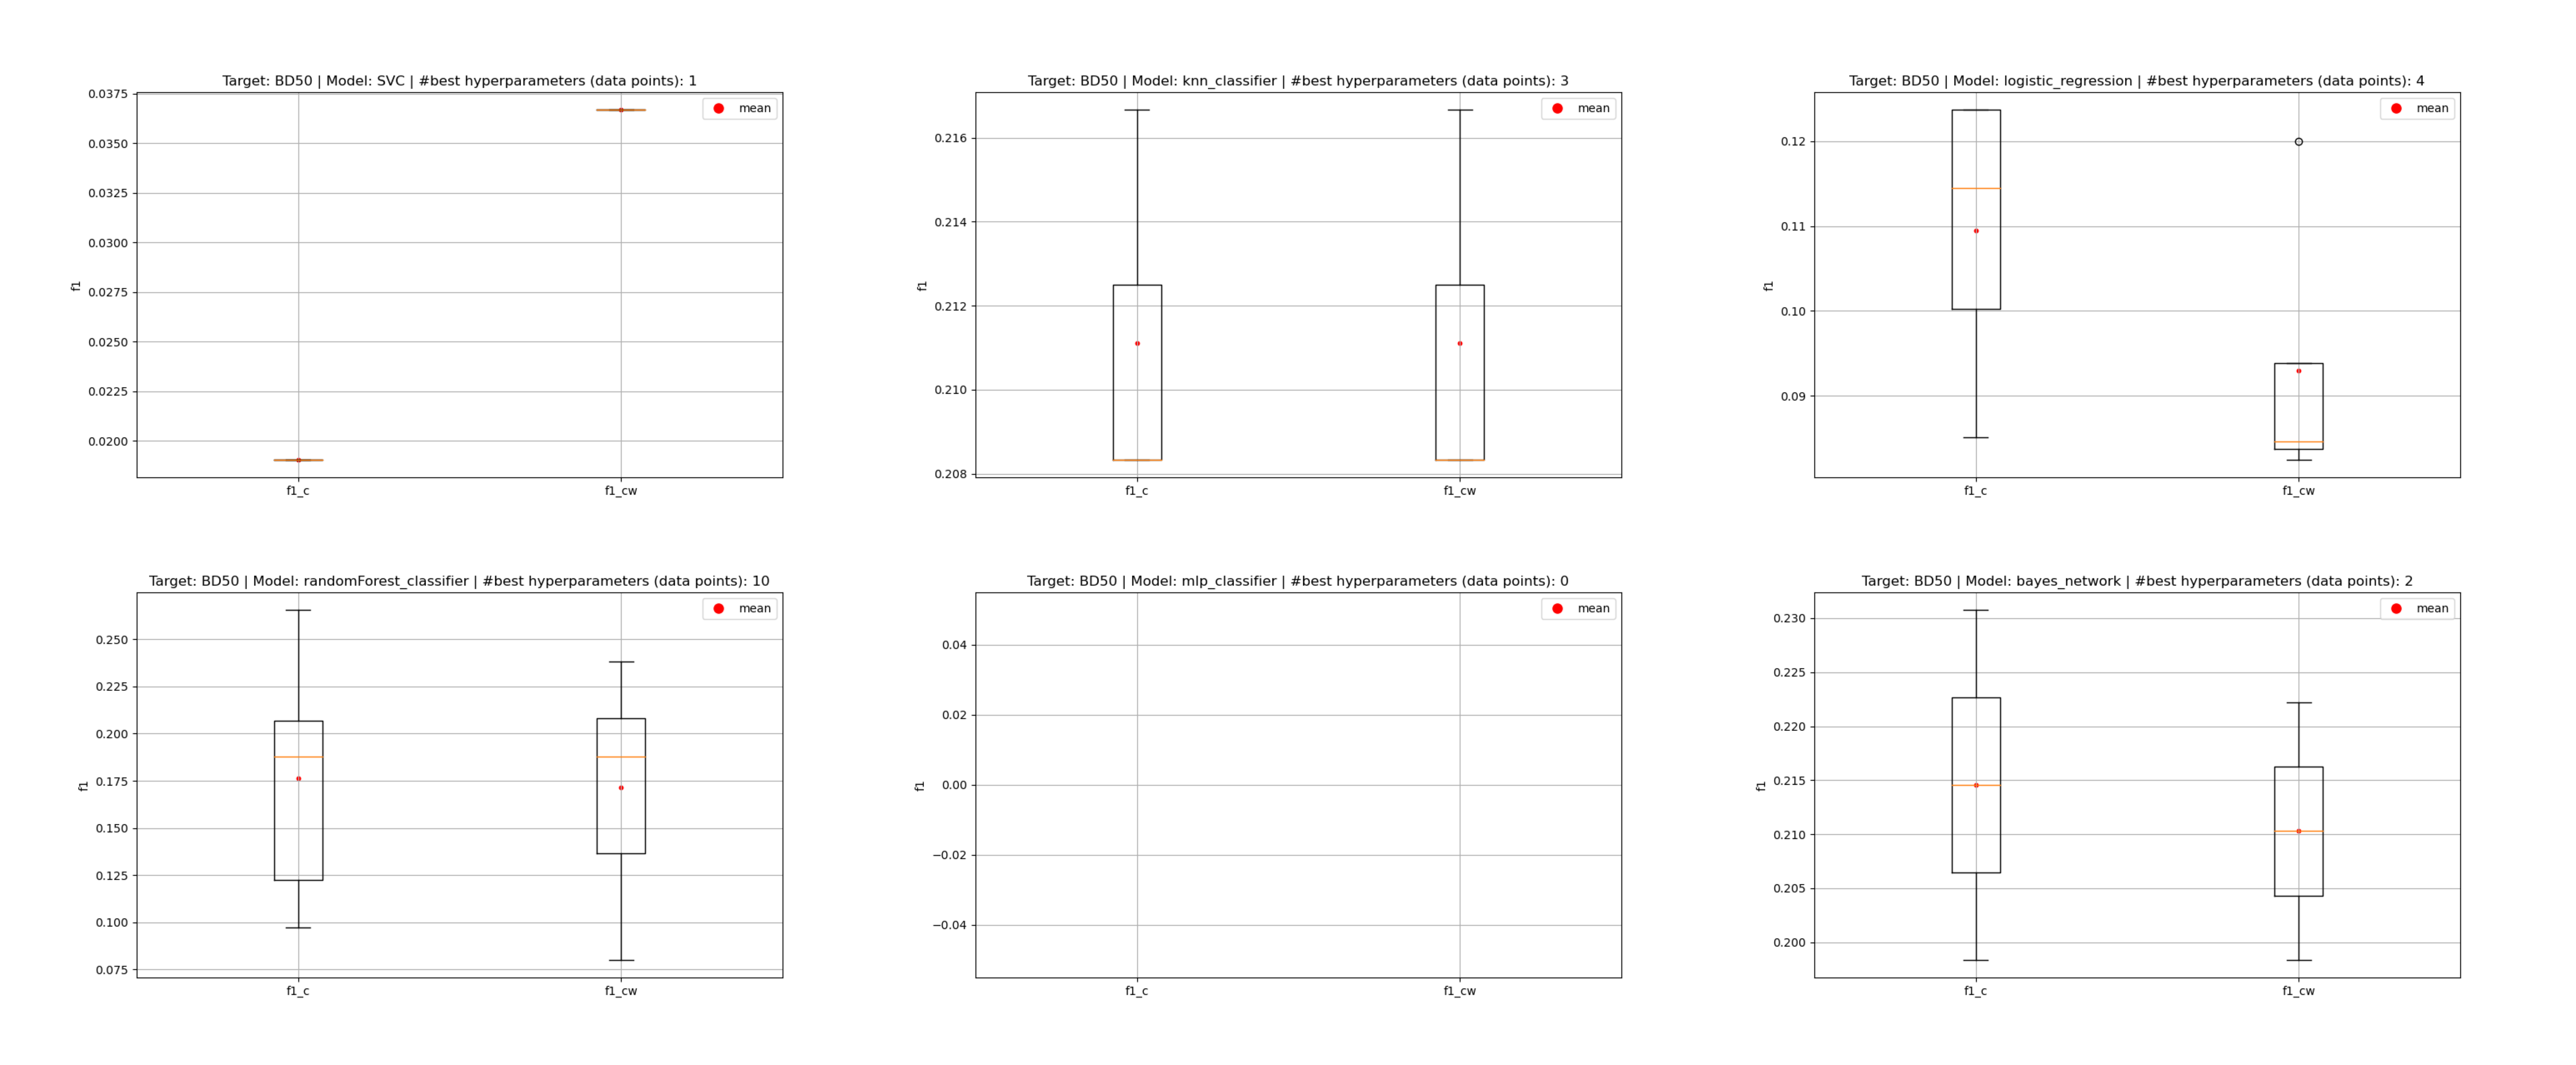 Target: BD50 | Model: SVC | #best hyperparameters (data points): 1
mean
0.0375
0.0350
0.0325
0.0300
0.0275
0.0250
0.0225
0.0200
f1
f1_c
f1_cw
Target: BD50 | Model: knn_classifier | #best hyperparameters (data points): 3
mean
0.216
0.214
0.212
0.210
0.208
f1
f1_c
f1_cw
Target: BD50 | Model: logistic_regression | #best hyperparameters (data points): 4
mean
0.12
0.11
0.10
0.09
f1
f1_c
f1_cw
Target: BD50 | Model: randomForest_classifier | #best hyperparameters (data points): 10
mean
0.250
0.225
0.200
0.175
0.150
0.125
0.100
0.075
f1
f1_c
f1_cw
Target: BD50 | Model: mlp_classifier | #best hyperparameters (data points): 0
mean
0.04
0.02
0.00
−0.02
−0.04
f1
f1_c
f1_cw
Target: BD50 | Model: bayes_network | #best hyperparameters (data points): 2
mean
0.230
0.225
0.220
0.215
0.210
0.205
0.200
f1
f1_c
f1_cw